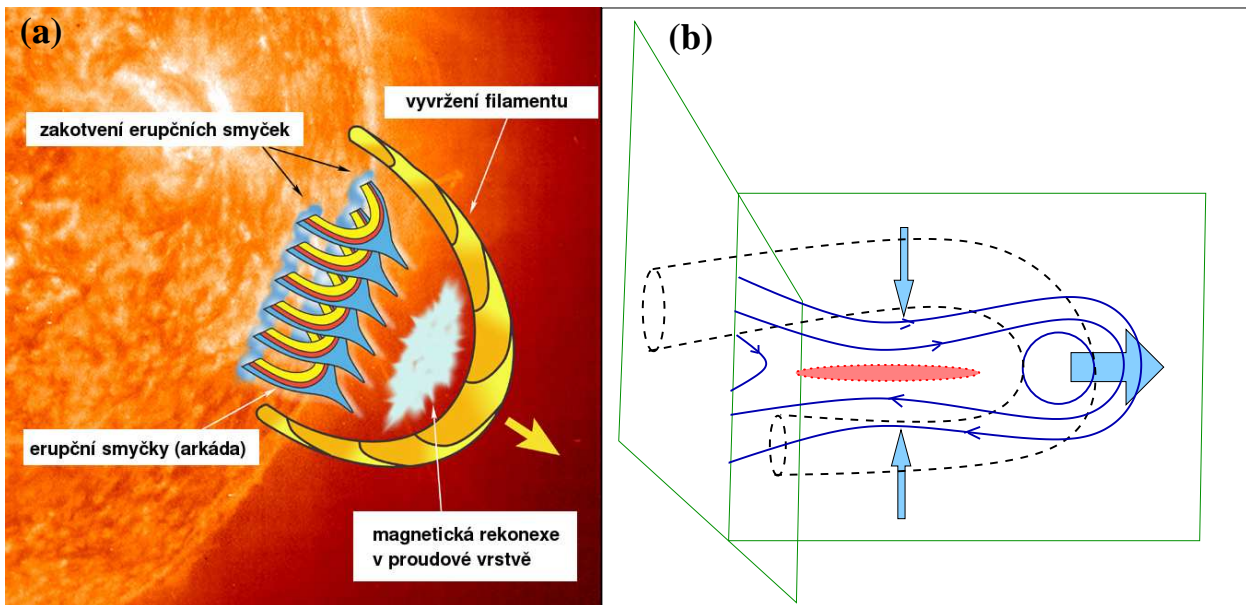 (a)
(b)
vyvržení filamentu
zakotvení erupčních smyček
erupční smyčky (arkáda)
magnetická rekonexe
v proudové vrstvě